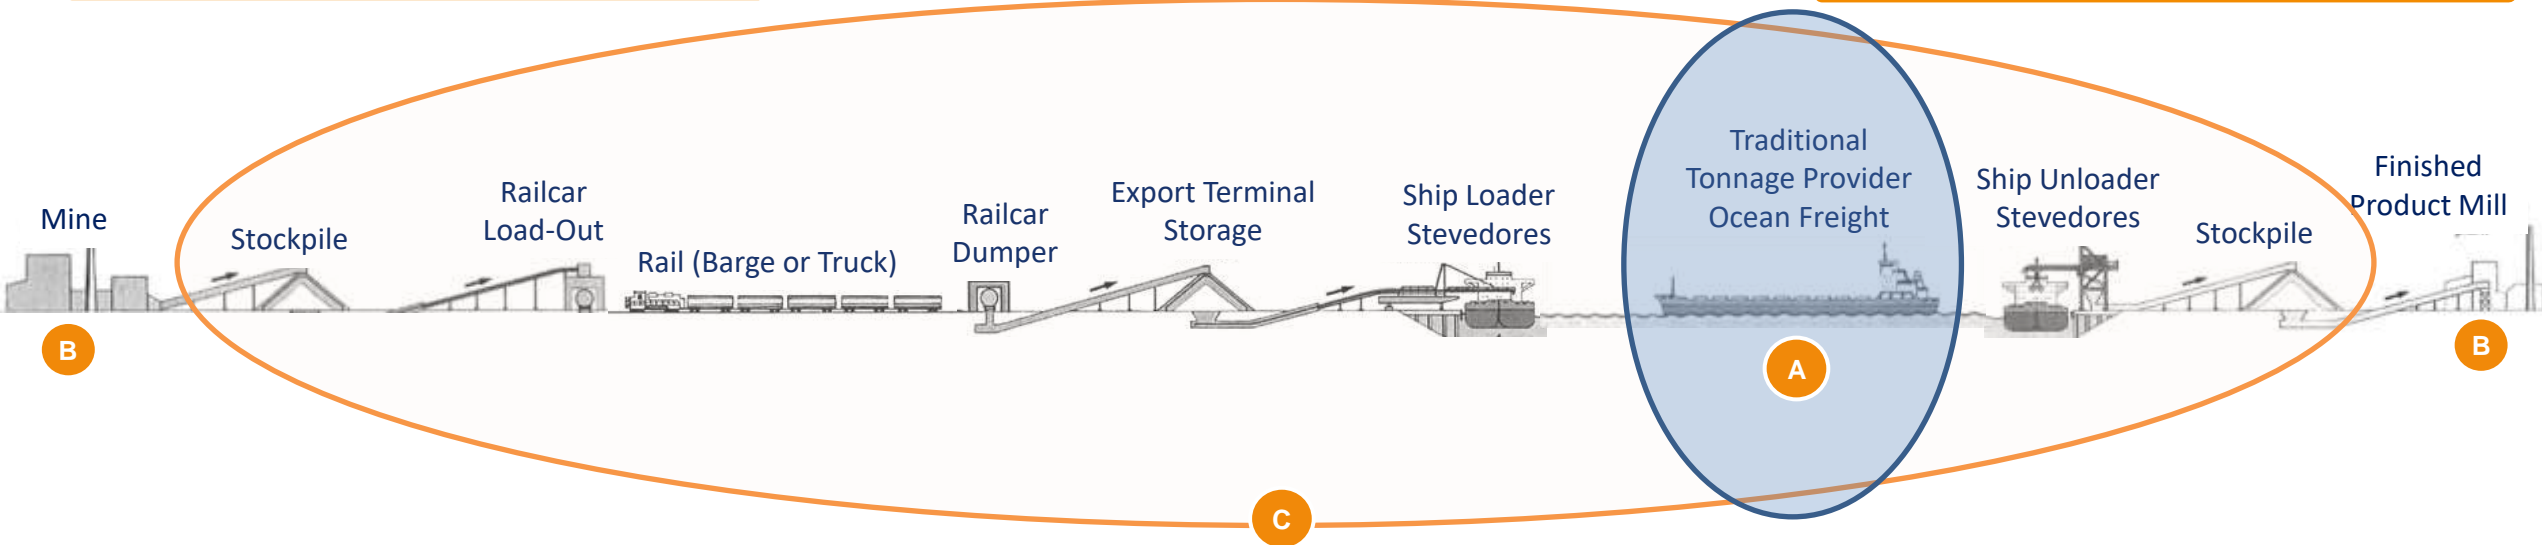 Mine
B
Stockpile
Railcar
Load-Out
Rail (Barge or Truck)
Railcar
Dumper
Export Terminal
Storage
Ship Loader
Stevedores
Traditional
Tonnage Provider
Ocean Freight
A
Ship Unloader
Stevedores
Stockpile
Finished
Product Mill
B
C